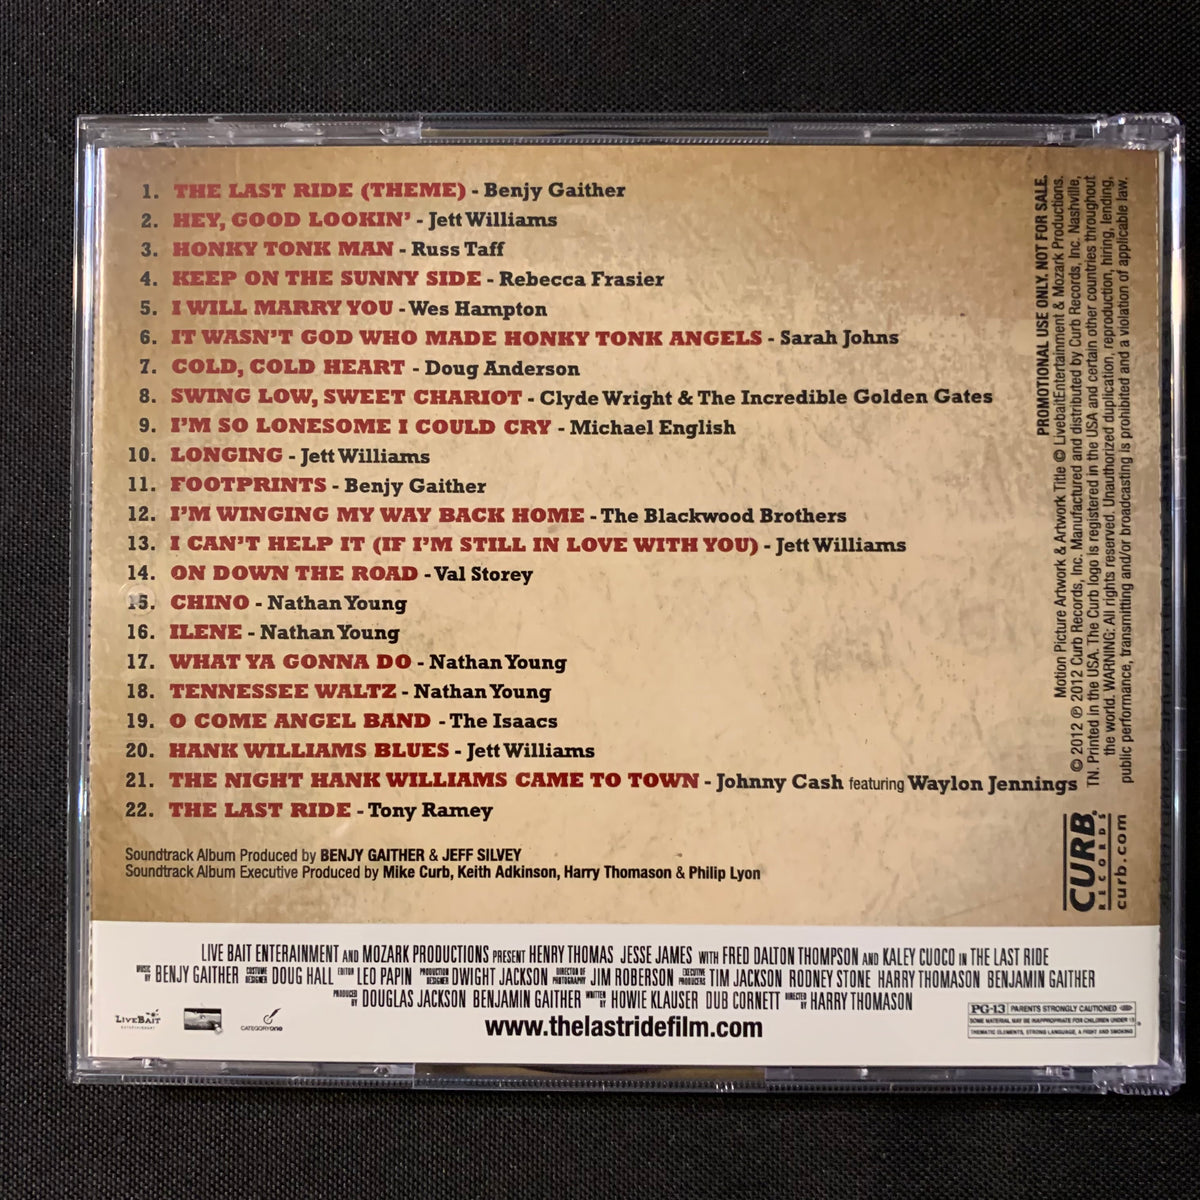 1. THE LAST RIDE (THEME) - Benjy Gaither
2. HEY, GOOD LOOKIN' - Jett Williams
3. HONKY TONK MAN - Russ Taff
4. KEEP ON THE SUNNY SIDE - Rebecca Frasier
5. I WILL MARRY YOU - Wes Hampton
6. IT WASN'T GOD WHO MADE HONKY TONK ANGELS - Sarah Johns
7. COLD, COLD HEART - Doug Anderson
8. SWING LOW, SWEET CHARIOT - Clyde Wright & The Incredible Golden Gates
9. I'M SO LONESOME I COULD CRY - Michael English
10. LONGING - Jett Williams
11. FOOTPRINTS - Benjy Gaither
12. I'M WINGING MY WAY BACK HOME - The Blackwood Brothers
13. I CAN'T HELP IT (IF I'M STILL IN LOVE WITH YOU) - Jett Williams
14. ON DOWN THE ROAD - Val Storey
15. CHINO - Nathan Young
16. ILENE - Nathan Young
17. WHAT YA GONNA DO - Nathan Young
18. TENNESSEE WALTZ - Nathan Young
19. O COME ANGEL BAND - The Isaacs
20. HANK WILLIAMS BLUES - Jett Williams
21. THE NIGHT HANK WILLIAMS CAME TO TOWN - Johnny Cash featuring Waylon Jennings
22. THE LAST RIDE - Tony Ramey
Soundtrack Album Produced by BENJY GAITHER & JEFF SILVEY
Soundtrack Album Executive Produced by Mike Curb, Keith Adkinson, Harry Thomason & Philip Lyon
PROMOTIONAL USE ONLY. NOT FOR SALE.
Motion Picture Artwork & Artwork Title © LivebaitEntertainment & Mozark Productions.
© 2012 ℗ 2012 Curb Records, Inc. Manufactured and distributed by Curb Records, Inc. Nashville,
TN. Printed in the USA. The Curb logo is registered in the USA and certain other countries throughout
the world. WARNING: All rights reserved. Unauthorized duplication, reproduction, hiring, lending,
public performance, transmitting and/or broadcasting is prohibited and a violation of applicable law.
CURB
RECORDS
curb.com
LIVE BAIT ENTERAINMENT AND MOZARK PRODUCTIONS PRESENT HENRY THOMAS JESSE JAMES WITH FRED DALTON THOMPSON AND KALEY CUOCO IN THE LAST RIDE
MUSIC BY BENJY GAITHER COSTUME DESIGNER DOUG HALL EDITOR LEO PAPIN PRODUCTION DESIGNER DWIGHT JACKSON DIRECTOR OF PHOTOGRAPHY JIM ROBERSON EXECUTIVE PRODUCERS TIM JACKSON RODNEY STONE HARRY THOMASON BENJAMIN GAITHER
PRODUCED BY DOUGLAS JACKSON BENJAMIN GAITHER WRITTEN BY HOWIE KLAUSER DUB CORNETT DIRECTED BY HARRY THOMASON
www.thelastridefilm.com
LIVEBAIT
ENTERTAINMENT
CATEGORYONE
PG-13 PARENTS STRONGLY CAUTIONED
SOME MATERIAL MAY BE INAPPROPRIATE FOR CHILDREN UNDER 13
THEMATIC ELEMENTS, STRONG LANGUAGE, A FIGHT AND SMOKING